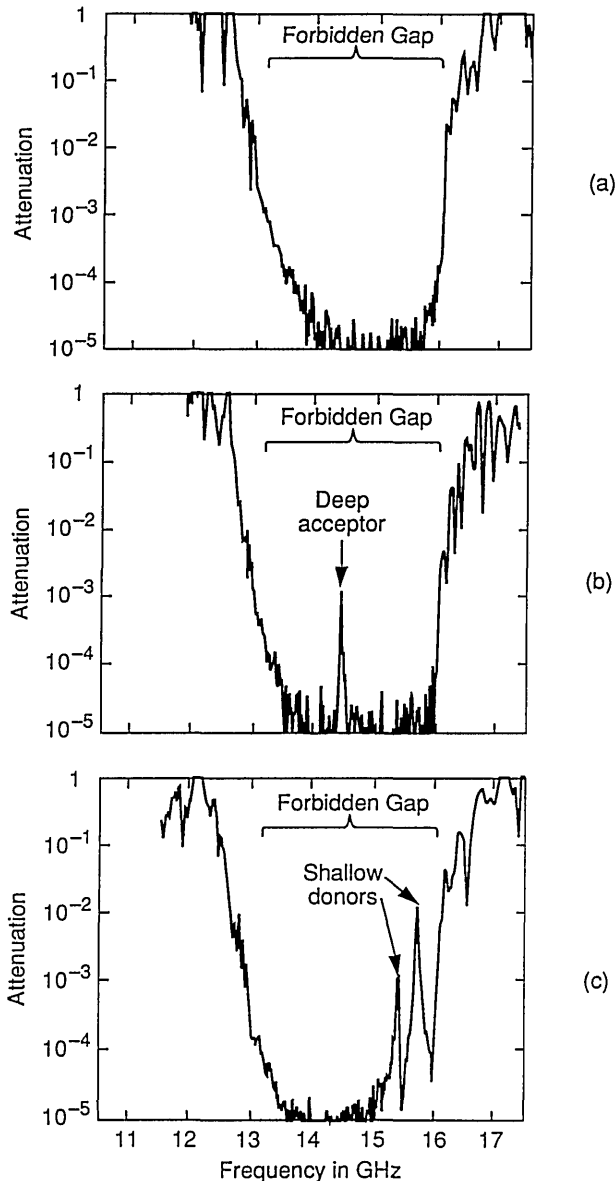 1
Forbidden Gap
10⁻¹
10⁻²
10⁻³
10⁻⁴
10⁻⁵
Attenuation
(a)
1
Forbidden Gap
10⁻¹
Deep
acceptor
10⁻²
10⁻³
10⁻⁴
10⁻⁵
Attenuation
(b)
1
Forbidden Gap
10⁻¹
Shallow
donors
10⁻²
10⁻³
10⁻⁴
10⁻⁵
Attenuation
(c)
11 12 13 14 15 16 17
Frequency in GHz